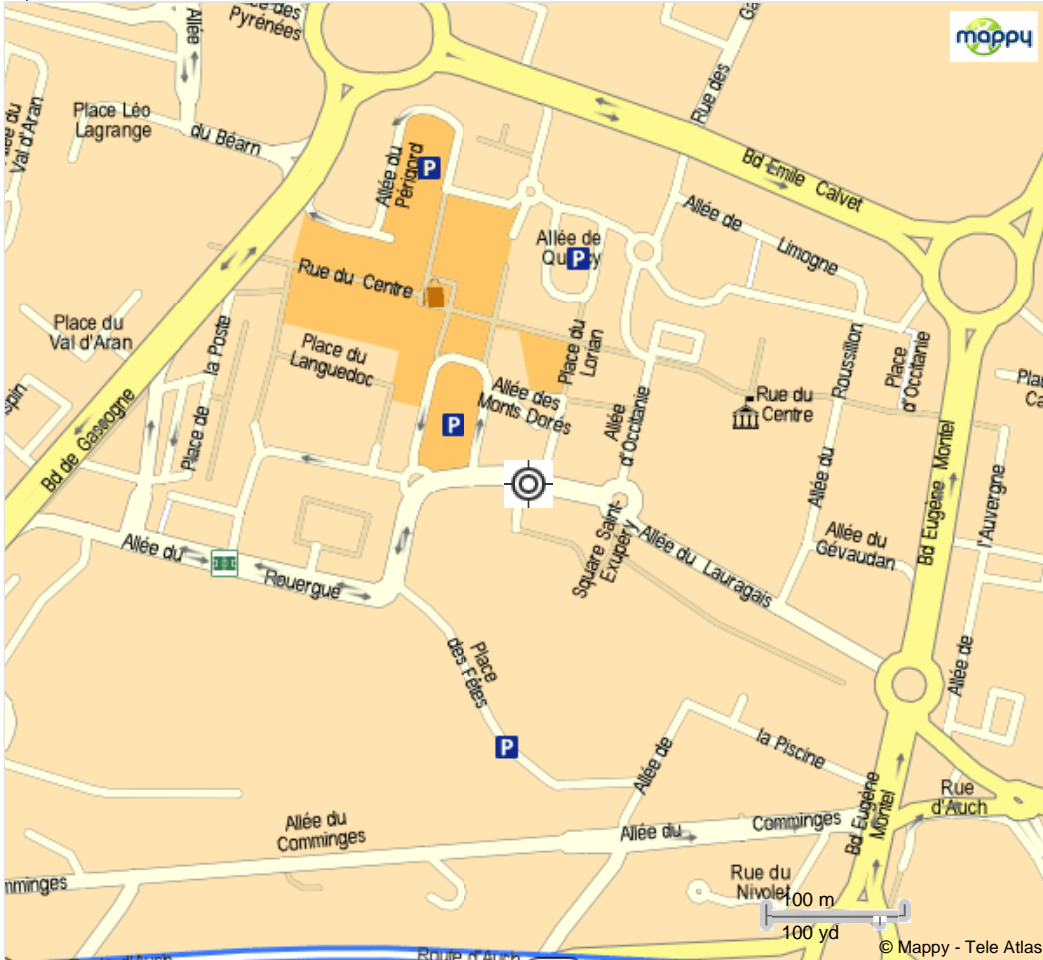 mappy
Pyrénées
Allée
Place Léo
Lagrange
du Béarn
Val d'Aran
Allée du
Périgord
P
Rue des
Bd Emile Calvet
Allée de
Limogne
Allée de
P
Rue du Centre
Place du
Val d'Aran
la Poste
Place de
Place du
Languedoc
Place du
Lorian
Allée des
Monts Dorés
P
Allée
d'Occitanie
Rue du
Centre
Roussillon
Allée du
Place
d'Occitanie
Bd de Gascogne
Bd Eugène Montel
l'Auvergne
Allée de
Allée du
Rouergue
Square Saint-
Exupéry
Allée du Lauragais
Allée du
Gévaudan
Place
des Fêtes
P
Allée de
la Piscine
Bd Eugène
Montel
Rue
d'Auch
Allée du
Comminges
Allée du
Comminges
Rue du
Nivolet
100 m
100 yd
Route d'Auch
© Mappy - Tele Atlas